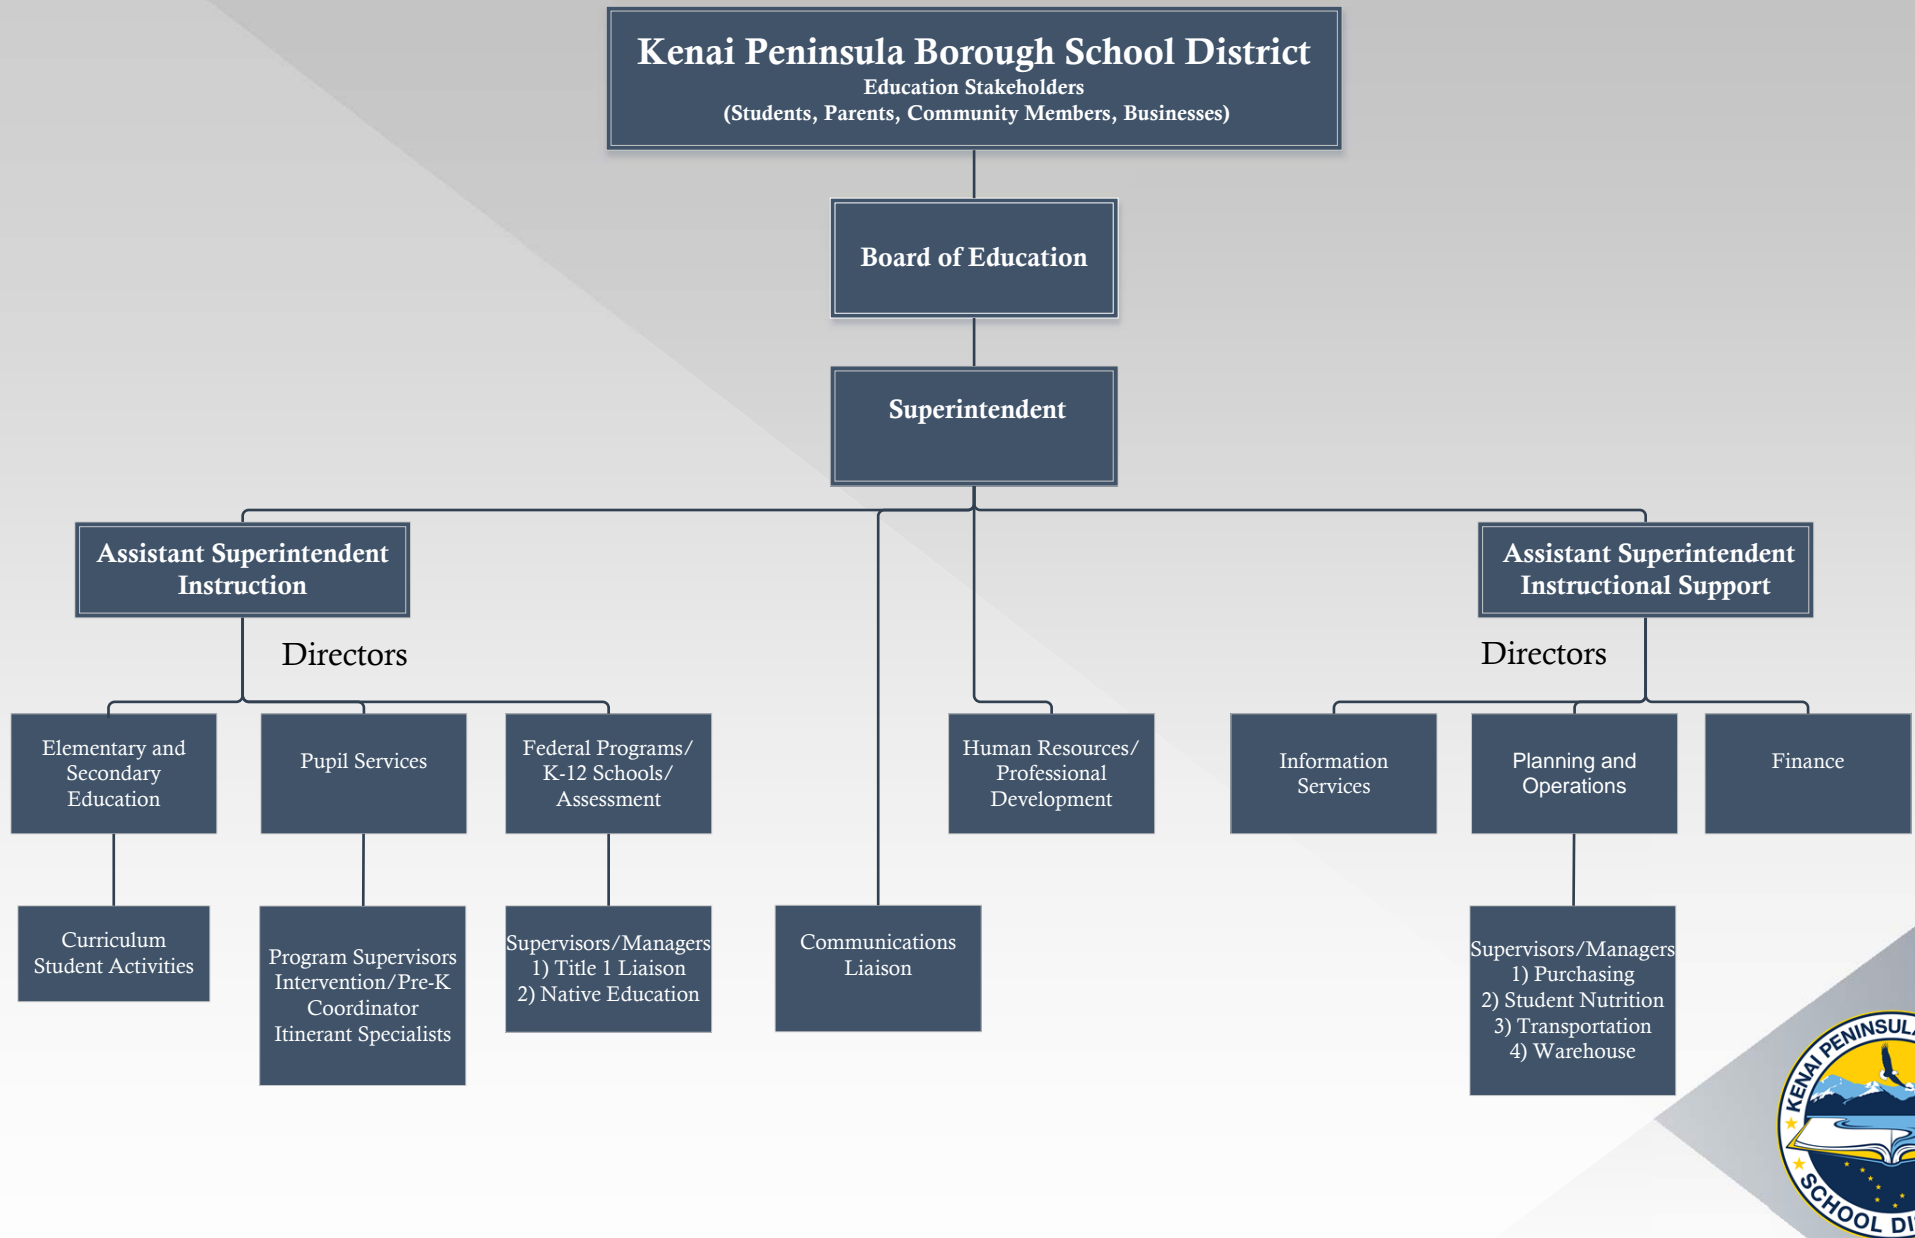 Kenai Peninsula Borough School District
Education Stakeholders
(Students, Parents, Community Members, Businesses)
Board of Education
Superintendent
Assistant Superintendent
Instruction
Assistant Superintendent
Instructional Support
Directors
Directors
Elementary and
Secondary
Education
Pupil Services
Federal Programs/
K-12 Schools/
Assessment
Human Resources/
Professional
Development
Information
Services
Planning and
Operations
Finance
Curriculum
Student Activities
Program Supervisors
Intervention/Pre-K
Coordinator
Itinerant Specialists
Supervisors/Managers
1) Title 1 Liaison
2) Native Education
Communications
Liaison
Supervisors/Managers
1) Purchasing
2) Student Nutrition
3) Transportation
4) Warehouse
KENAI PENINSULA
SCHOOL